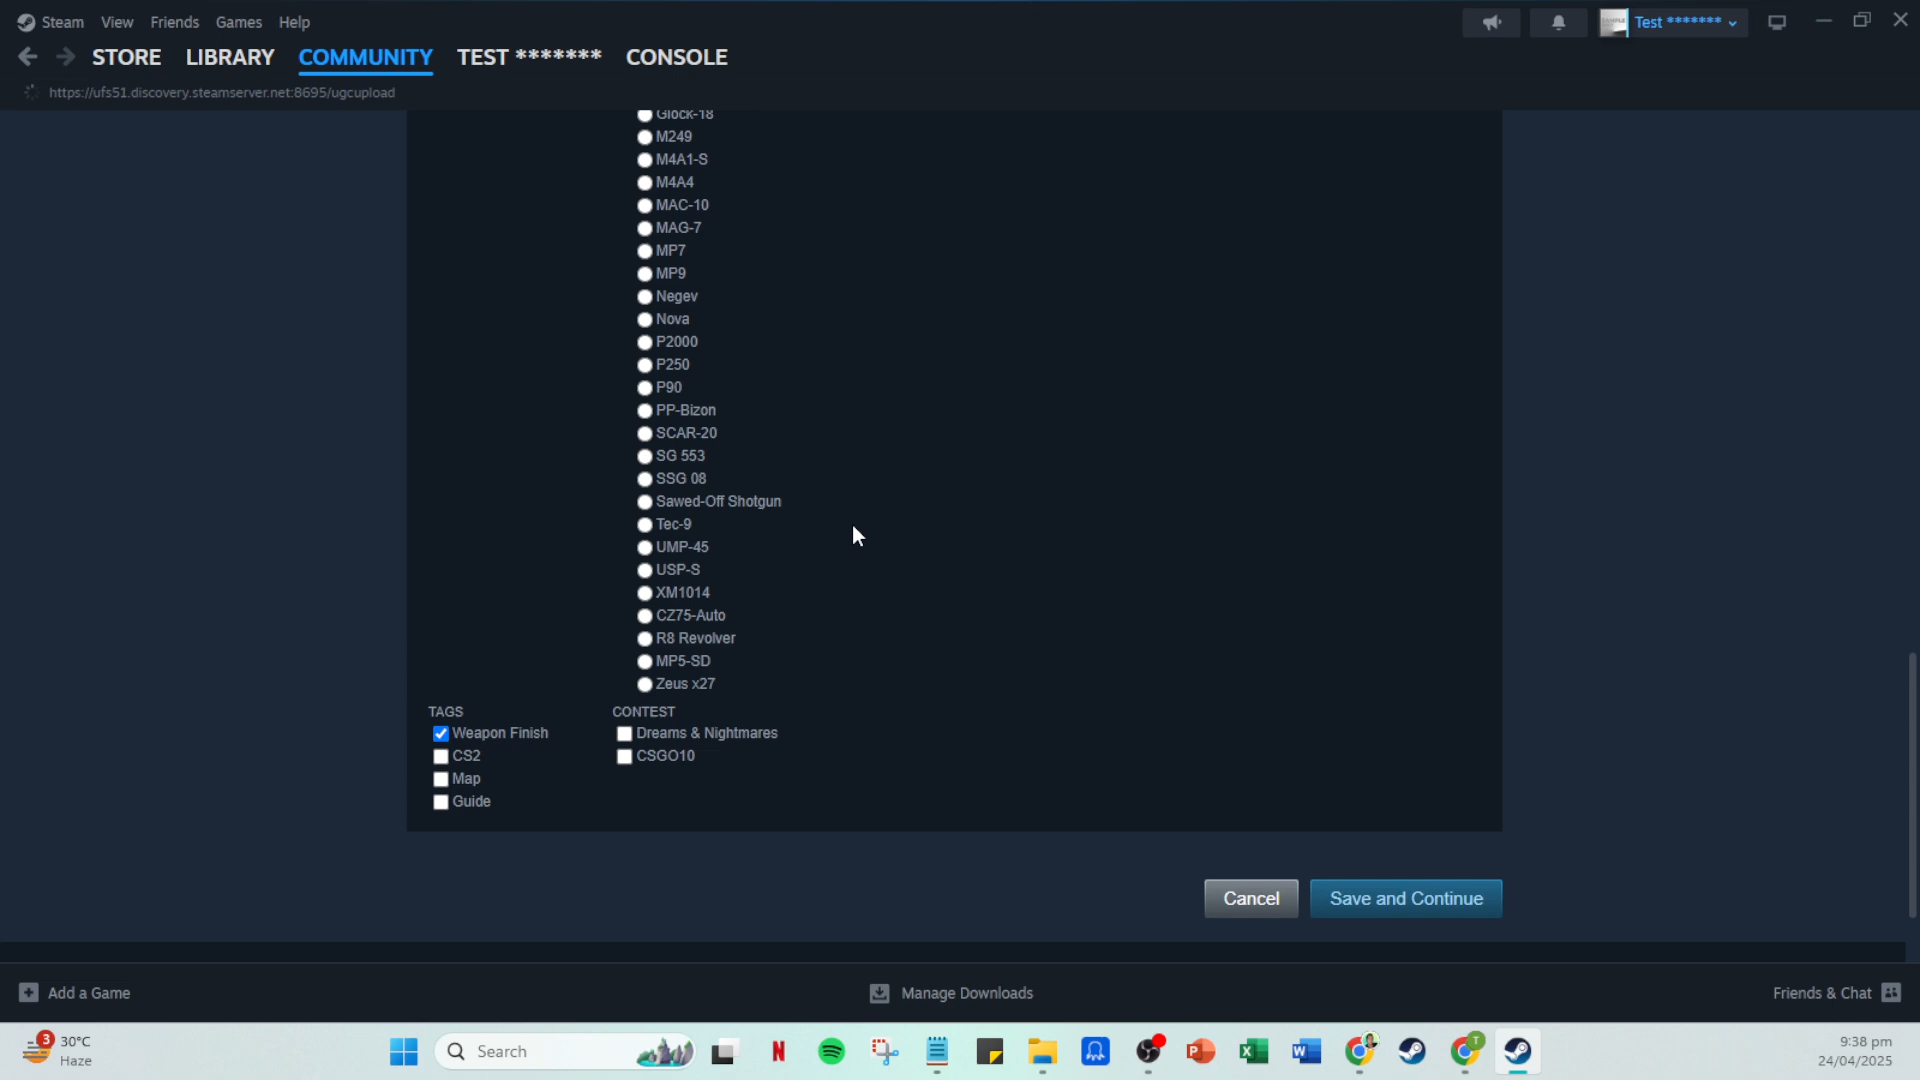 Steam View Friends Games Help
Test *******
STORE LIBRARY COMMUNITY TEST ******* CONSOLE
https://ufs51.discovery.steamserver.net:8695/ugcupload
Glock-18
M249
M4A1-S
M4A4
MAC-10
MAG-7
MP7
MP9
Negev
Nova
P2000
P250
P90
PP-Bizon
SCAR-20
SG 553
SSG 08
Sawed-Off Shotgun
Tec-9
UMP-45
USP-S
XM1014
CZ75-Auto
R8 Revolver
MP5-SD
Zeus x27
TAGS CONTEST
Weapon Finish Dreams & Nightmares
CS2 CSGO10
Map
Guide
Cancel Save and Continue
Add a Game Manage Downloads Friends & Chat
3 30°C
Haze
Search
9:38 pm
24/04/2025